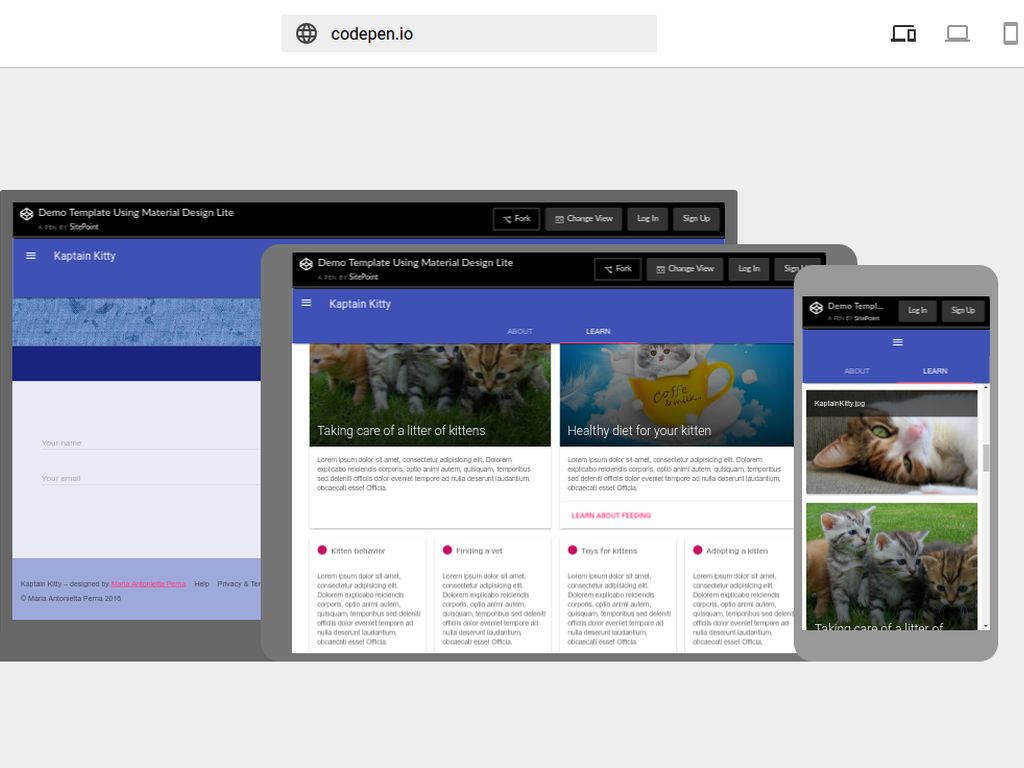 codepen.io
Demo Template Using Material Design Lite
A PEN BY SitePoint
Fork
Change View
Log In
Sign Up
Kaptain Kitty
Your name
Your email
Kaptain Kitty – designed by Maria Antonietta Perna Help Privacy & Ter
© Maria Antonietta Perna 2016
Demo Template Using Material Design Lite
A PEN BY SitePoint
Fork
Change View
Log In
Sign
Kaptain Kitty
ABOUT
LEARN
Coffe
& milk
Taking care of a litter of kittens
Healthy diet for your kitten
Lorem ipsum dolor sit amet, consectetur adipisicing elit. Dolorem
explicabo reiciendis corporis, optio animi autem, quisquam, temporibus
sed officiis dolor eveniet tempore ad nulla deserunt laudantium,
obcaecati esse! Officia.
Lorem ipsum dolor sit amet, consectetur adipisicing elit. Dolorem
explicabo reiciendis corporis, optio animi autem, quisquam, temporibus
sed officiis dolor eveniet tempore ad nulla deserunt laudantium,
obcaecati esse! Officia.
LEARN ABOUT FEEDING
Kitten behavior
Lorem ipsum dolor sit amet,
consectetur adipisicing elit.
Dolorem explicabo reiciendis
corporis, optio animi autem,
quisquam, temporibus sed deleniti
officiis dolor eveniet tempore ad
nulla deserunt laudantium,
obcaecati esse! Officia.
Finding a vet
Lorem ipsum dolor sit amet,
consectetur adipisicing elit.
Dolorem explicabo reiciendis
corporis, optio animi autem,
quisquam, temporibus sed deleniti
officiis dolor eveniet tempore ad
nulla deserunt laudantium,
obcaecati esse! Officia.
Toys for kittens
Lorem ipsum dolor sit amet,
consectetur adipisicing elit.
Dolorem explicabo reiciendis
corporis, optio animi autem,
quisquam, temporibus sed deleniti
officiis dolor eveniet tempore ad
nulla deserunt laudantium,
obcaecati esse! Officia.
Adopting a kitten
Lorem ipsum dolor sit amet,
consectetur adipisicing elit.
Dolorem explicabo reiciendis
corporis, optio animi autem,
quisquam, temporibus sed deleniti
officiis dolor eveniet tempore ad
nulla deserunt laudantium,
obcaecati esse! Officia.
Demo Templ...
A PEN BY SitePoint
Log In
Sign Up
ABOUT
LEARN
KaptainKitty.jpg
Taking care of a litter of